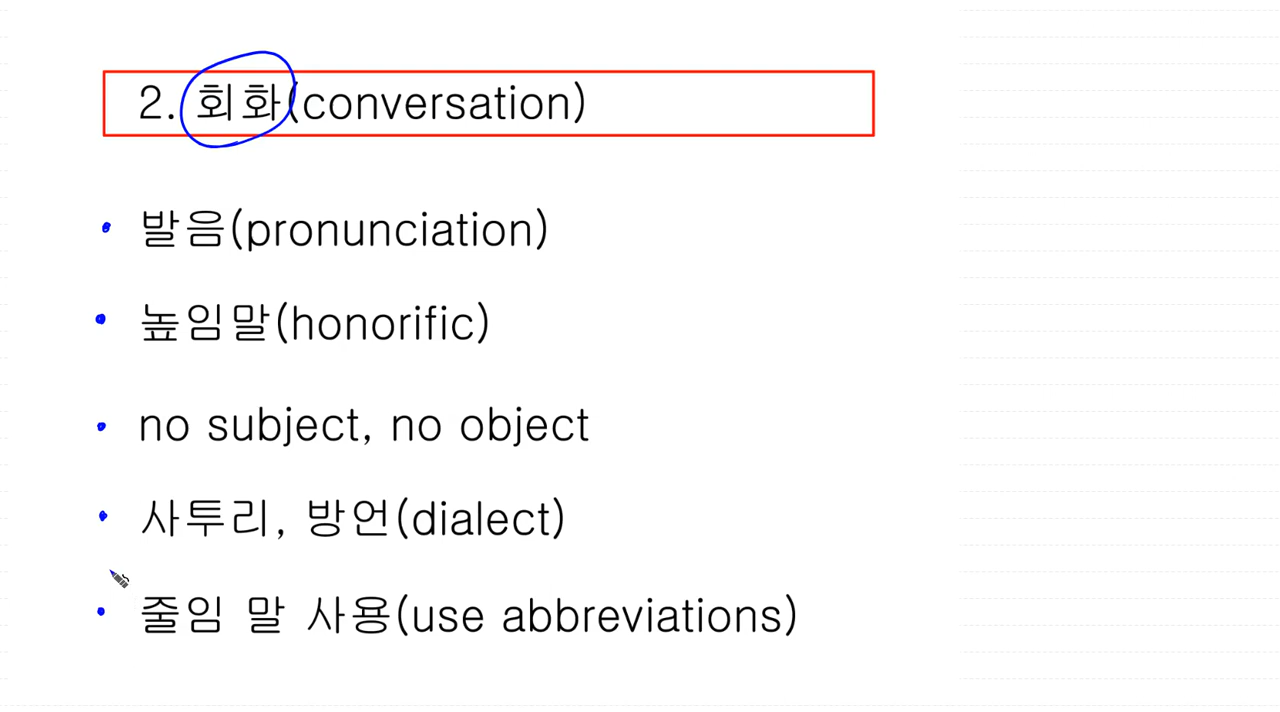 2. 회화(conversation)
발음(pronunciation)
높임말(honorific)
no subject, no object
사투리, 방언(dialect)
줄임 말 사용(use abbreviations)